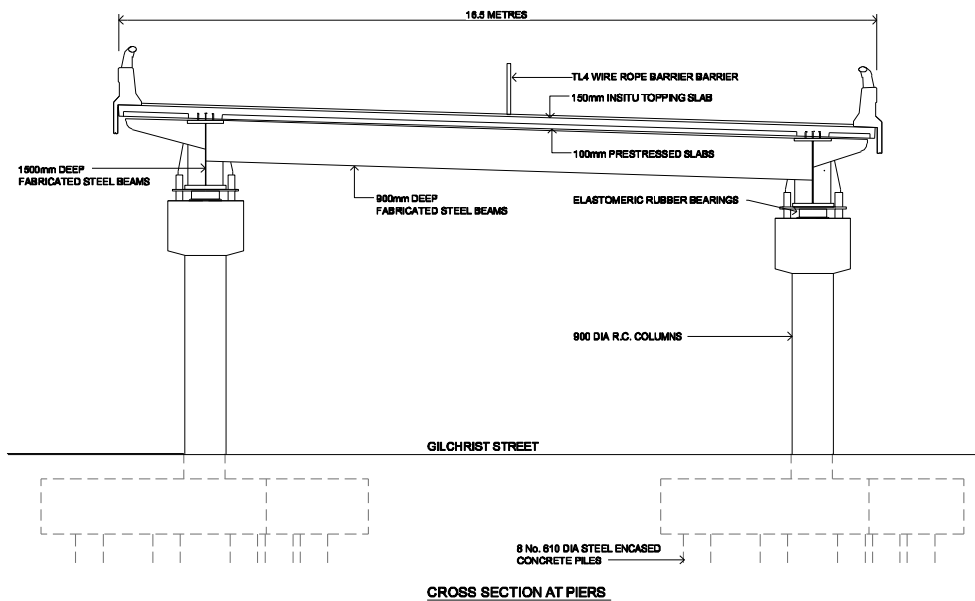 16.5 METRES
TL4 WIRE ROPE BARRIER BARRIER
150mm INSITU TOPPING SLAB
100mm PRESTRESSED SLABS
1500mm DEEP
FABRICATED STEEL BEAMS
900mm DEEP
FABRICATED STEEL BEAMS
ELASTOMERIC RUBBER BEARINGS
900 DIA R.C. COLUMNS
GILCHRIST STREET
8 No. 610 DIA STEEL ENCASED
CONCRETE PILES
CROSS SECTION AT PIERS